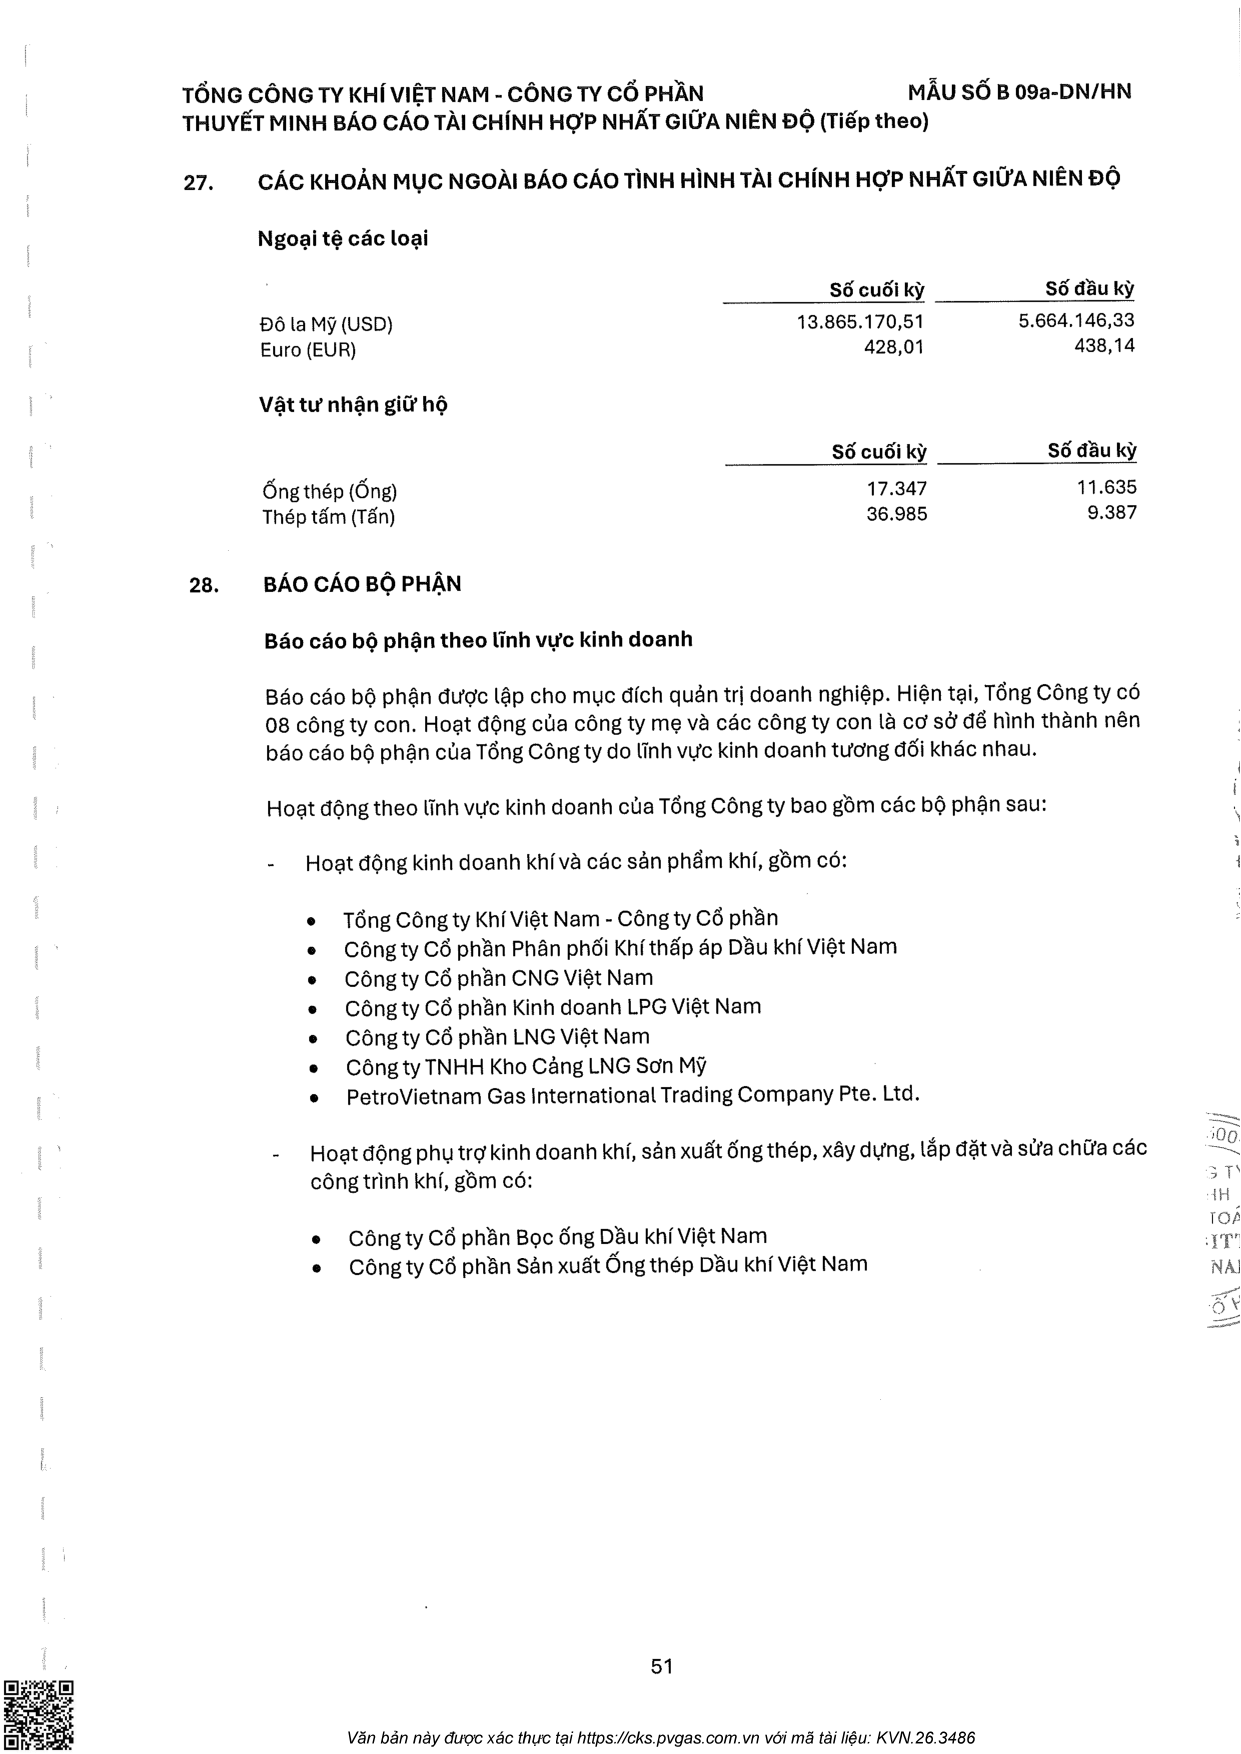 TỔNG CÔNG TY KHÍ VIỆT NAM - CÔNG TY CỔ PHẦN MẪU SỐ B 09a-DN/HN
THUYẾT MINH BÁO CÁO TÀI CHÍNH HỢP NHẤT GIỮA NIÊN ĐỘ (Tiếp theo)
27. CÁC KHOẢN MỤC NGOÀI BÁO CÁO TÌNH HÌNH TÀI CHÍNH HỢP NHẤT GIỮA NIÊN ĐỘ
Ngoại tệ các loại
Số cuối kỳ Số đầu kỳ
Đô la Mỹ (USD) 13.865.170,51 5.664.146,33
Euro (EUR) 428,01 438,14
Vật tư nhận giữ hộ
Số cuối kỳ Số đầu kỳ
Ống thép (Ống) 17.347 11.635
Thép tấm (Tấn) 36.985 9.387
28. BÁO CÁO BỘ PHẬN
Báo cáo bộ phận theo lĩnh vực kinh doanh
Báo cáo bộ phận được lập cho mục đích quản trị doanh nghiệp. Hiện tại, Tổng Công ty có
08 công ty con. Hoạt động của công ty mẹ và các công ty con là cơ sở để hình thành nên
báo cáo bộ phận của Tổng Công ty do lĩnh vực kinh doanh tương đối khác nhau.
Hoạt động theo lĩnh vực kinh doanh của Tổng Công ty bao gồm các bộ phận sau:
- Hoạt động kinh doanh khí và các sản phẩm khí, gồm có:
• Tổng Công ty Khí Việt Nam - Công ty Cổ phần
• Công ty Cổ phần Phân phối Khí thấp áp Dầu khí Việt Nam
• Công ty Cổ phần CNG Việt Nam
• Công ty Cổ phần Kinh doanh LPG Việt Nam
• Công ty Cổ phần LNG Việt Nam
• Công ty TNHH Kho Cảng LNG Sơn Mỹ
• PetroVietnam Gas International Trading Company Pte. Ltd.
- Hoạt động phụ trợ kinh doanh khí, sản xuất ống thép, xây dựng, lắp đặt và sửa chữa các
công trình khí, gồm có:
• Công ty Cổ phần Bọc ống Dầu khí Việt Nam
• Công ty Cổ phần Sản xuất Ống thép Dầu khí Việt Nam
51
Văn bản này được xác thực tại https://cks.pvgas.com.vn với mã tài liệu: KVN.26.3486